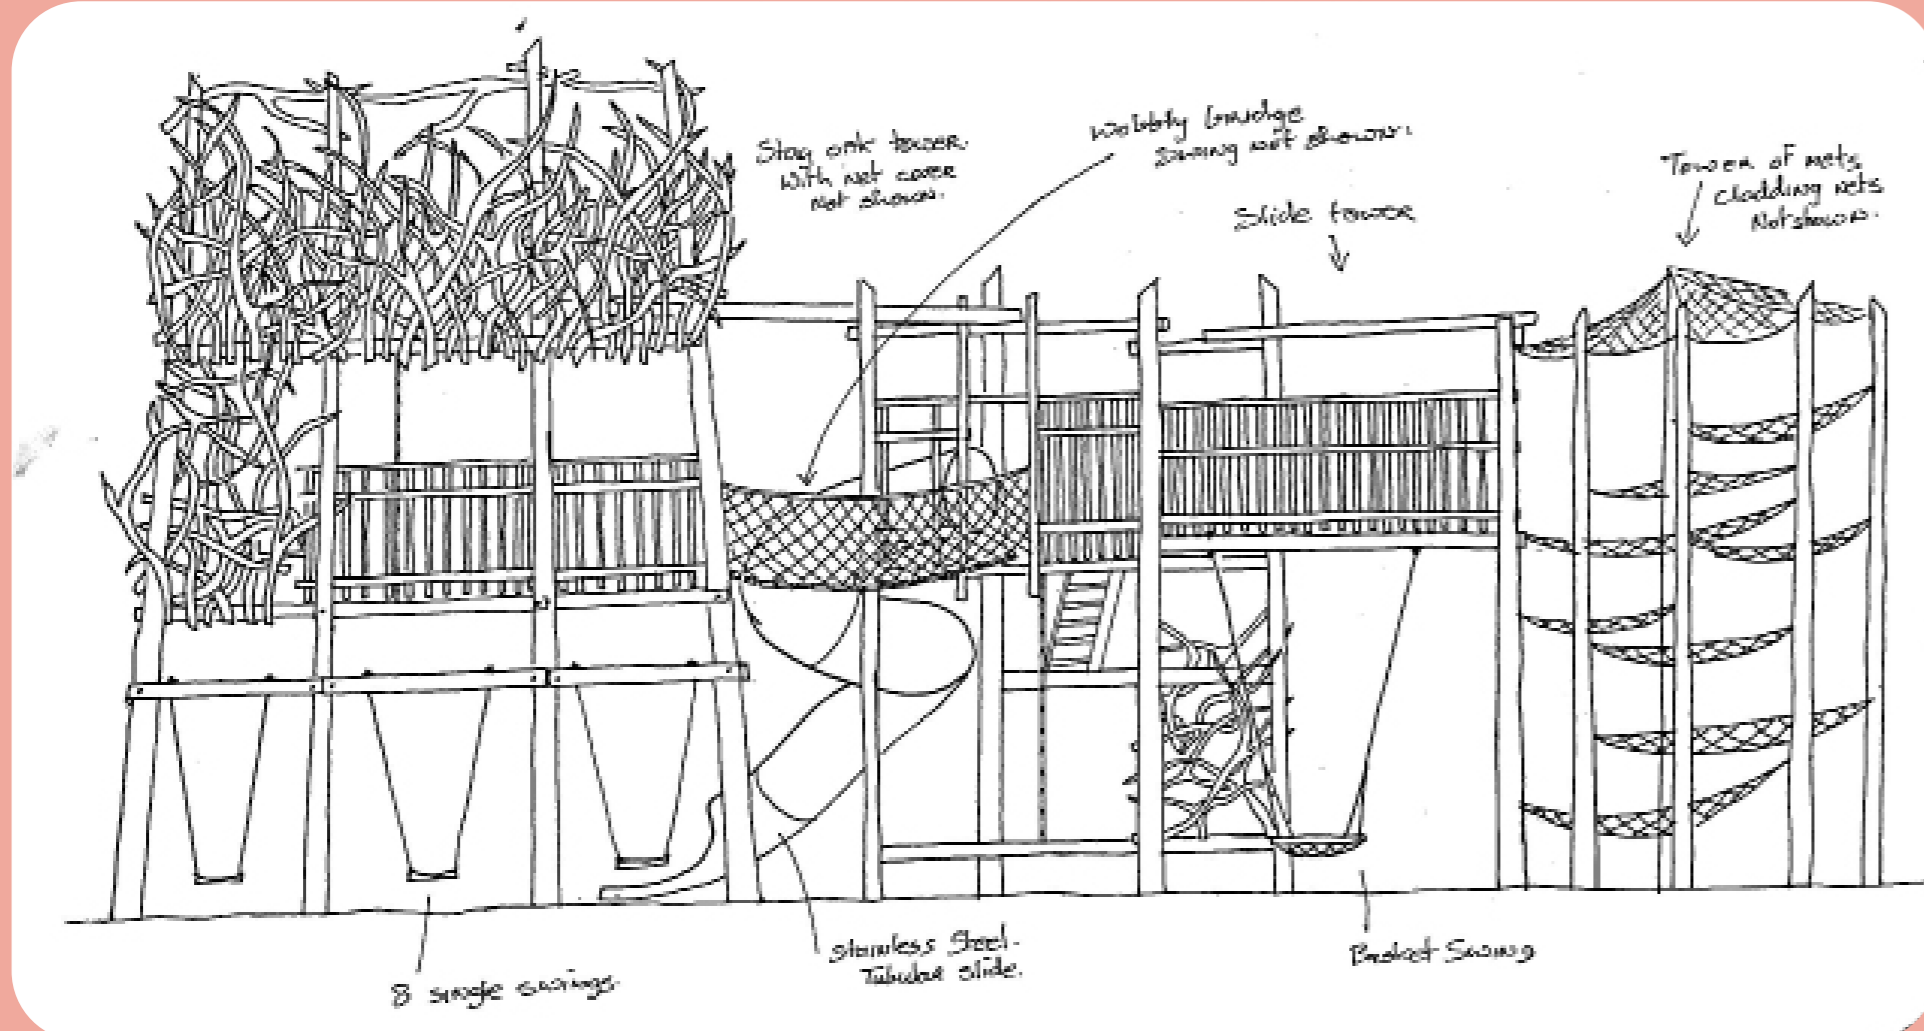 Stag oak tower.
With net cover
Not shown.
Wobbly bridge
Swing not shown.
Slide tower
Tower of nets
Cladding nets
Not shown.
8 single swings
Stainless Steel.
Tubular slide.
Basket Swing